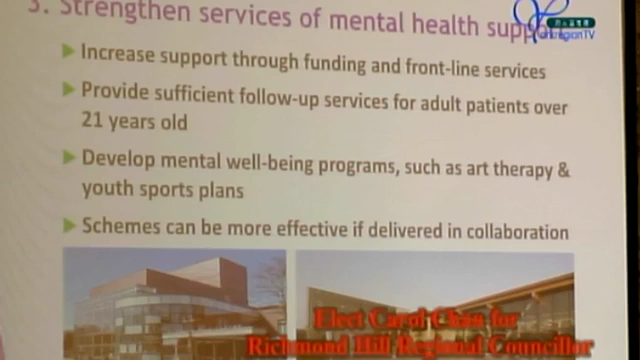 3. Strengthen services of mental health support
Increase support through funding and front-line services
Provide sufficient follow-up services for adult patients over
21 years old
Develop mental well-being programs, such as art therapy &
youth sports plans
Schemes can be more effective if delivered in collaboration
Elect Carol Chan for
Richmond Hill Regional Councillor